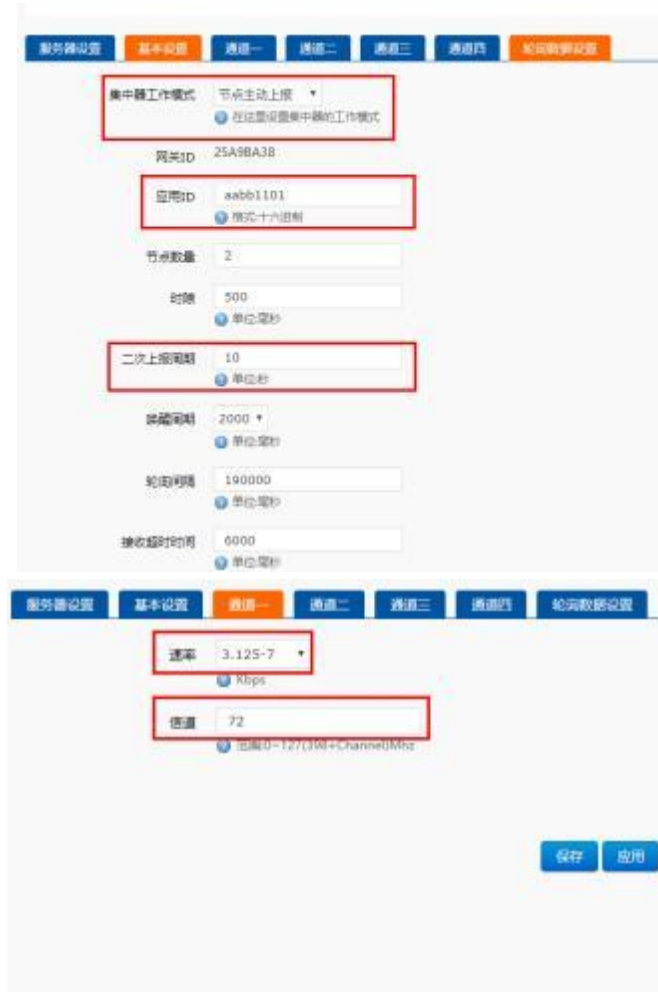 服务器设置 基本设置 通道一 通道二 通道三 通道四 轮询数据设置
集中器工作模式 节点主动上报
在这里设置集中器的工作模式
网关ID 25A9BA3B
应用ID aabb1101
格式:十六进制
节点数量 2
时隙 500
单位:毫秒
二次上报周期 10
单位:秒
唤醒周期 2000
单位:毫秒
轮询间隔 190000
单位:毫秒
接收超时时间 6000
单位:毫秒
服务器设置 基本设置 通道一 通道二 通道三 通道四 轮询数据设置
速率 3.125-7
Kbps
信道 72
范围:0~127(398+Channel)Mhz
保存 应用